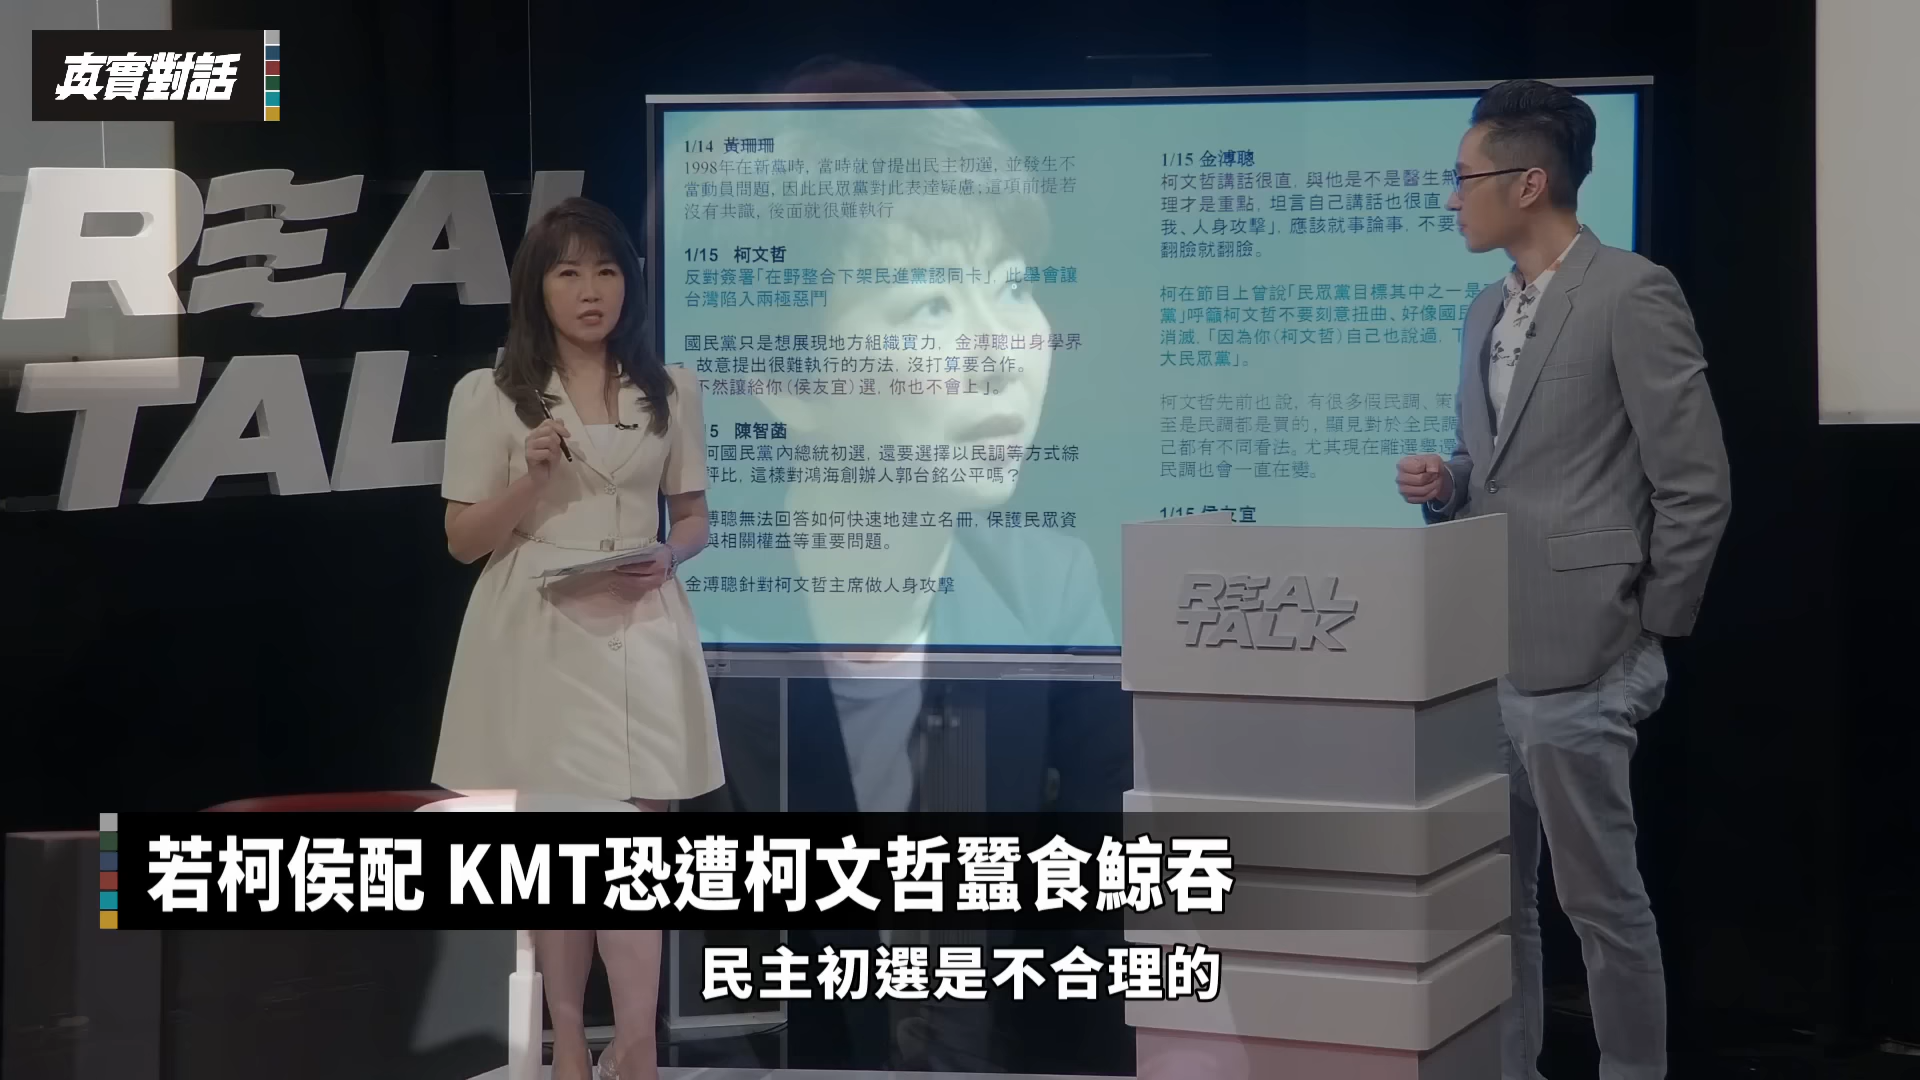 真實對話
REAL
TALK
1/14 黃珊珊
1998年在新黨時, 當時就曾提出民主初選, 並發生不
當動員問題, 因此民眾黨對此表達疑慮;這項前提若
沒有共識, 後面就很難執行
1/15 柯文哲
反對簽署「在野整合下架民進黨認同卡」, 此舉會讓
台灣陷入兩極惡鬥
國民黨只是想展現地方組織實力, 金溥聰出身學界
故意提出很難執行的方法, 沒打算要合作。
不然讓給你(侯友宜)選, 你也不會上」。
5 陳智菡
何國民黨內總統初選, 還要選擇以民調等方式綜
評比, 這樣對鴻海創辦人郭台銘公平嗎?
溥聰無法回答如何快速地建立名冊, 保護民眾資
與相關權益等重要問題。
金溥聰針對柯文哲主席做人身攻擊
1/15 金溥聰
柯文哲講話很直, 與他是不是醫生無
理才是重點, 坦言自己講話也很直
我、人身攻擊」, 應該就事論事, 不要
翻臉就翻臉。
柯在節目上曾說「民眾黨目標其中之一是
黨」呼籲柯文哲不要刻意扭曲、好像國民
消滅,「因為你(柯文哲)自己也說過, 下
大民眾黨」。
柯文哲先前也說, 有很多假民調、案
至是民調都是買的, 顯見對於全民調
己都有不同看法。尤其現在離選舉還
民調也會一直在變。
1/15 侯友宜
REAL
TALK
若柯侯配 KMT恐遭柯文哲蠶食鯨吞
民主初選是不合理的